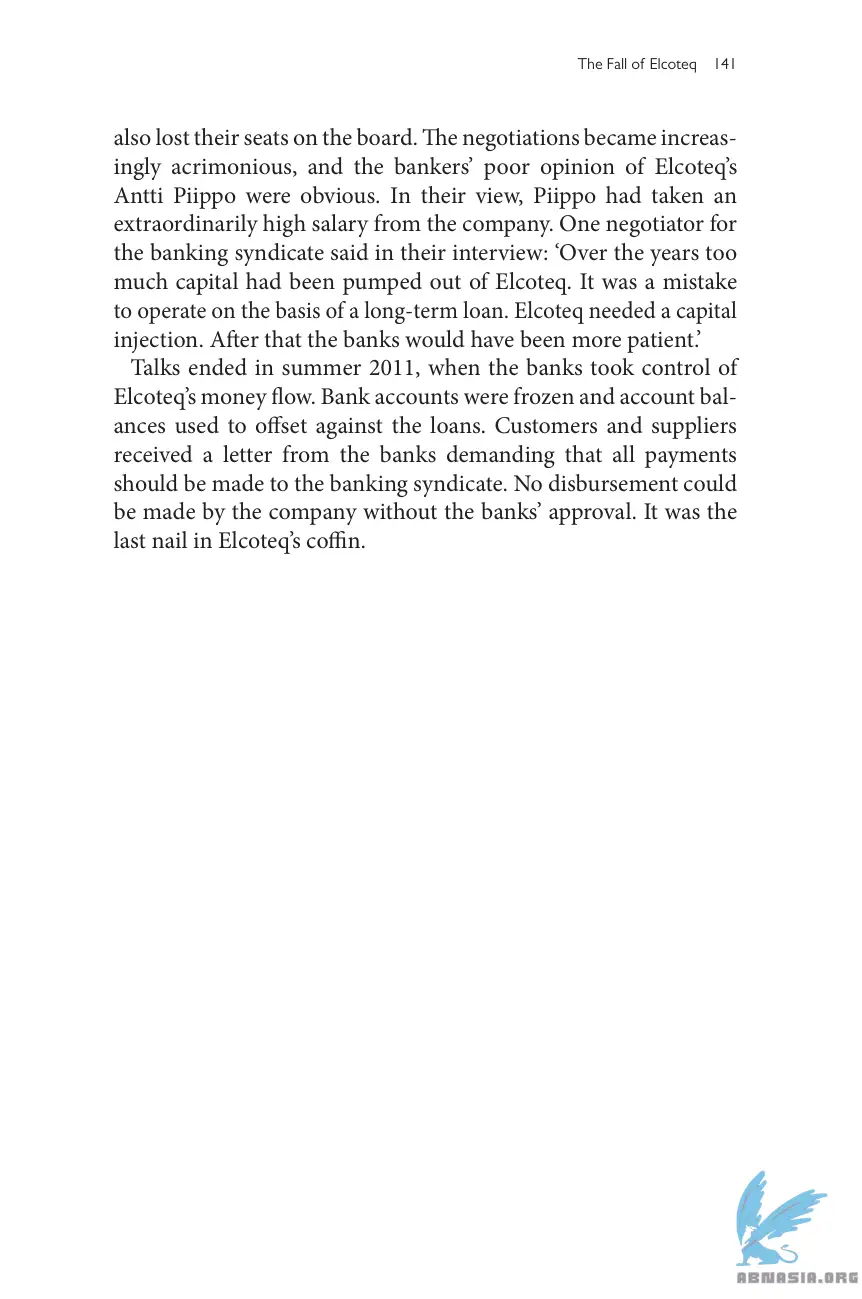 The Fall of Elcoteq 141
also lost their seats on the board. The negotiations became increas-
ingly acrimonious, and the bankers’ poor opinion of Elcoteq’s
Antti Piippo were obvious. In their view, Piippo had taken an
extraordinarily high salary from the company. One negotiator for
the banking syndicate said in their interview: ‘Over the years too
much capital had been pumped out of Elcoteq. It was a mistake
to operate on the basis of a long-term loan. Elcoteq needed a capital
injection. After that the banks would have been more patient.’
Talks ended in summer 2011, when the banks took control of
Elcoteq’s money flow. Bank accounts were frozen and account bal-
ances used to offset against the loans. Customers and suppliers
received a letter from the banks demanding that all payments
should be made to the banking syndicate. No disbursement could
be made by the company without the banks’ approval. It was the
last nail in Elcoteq’s coffin.
ABNASIA.ORG